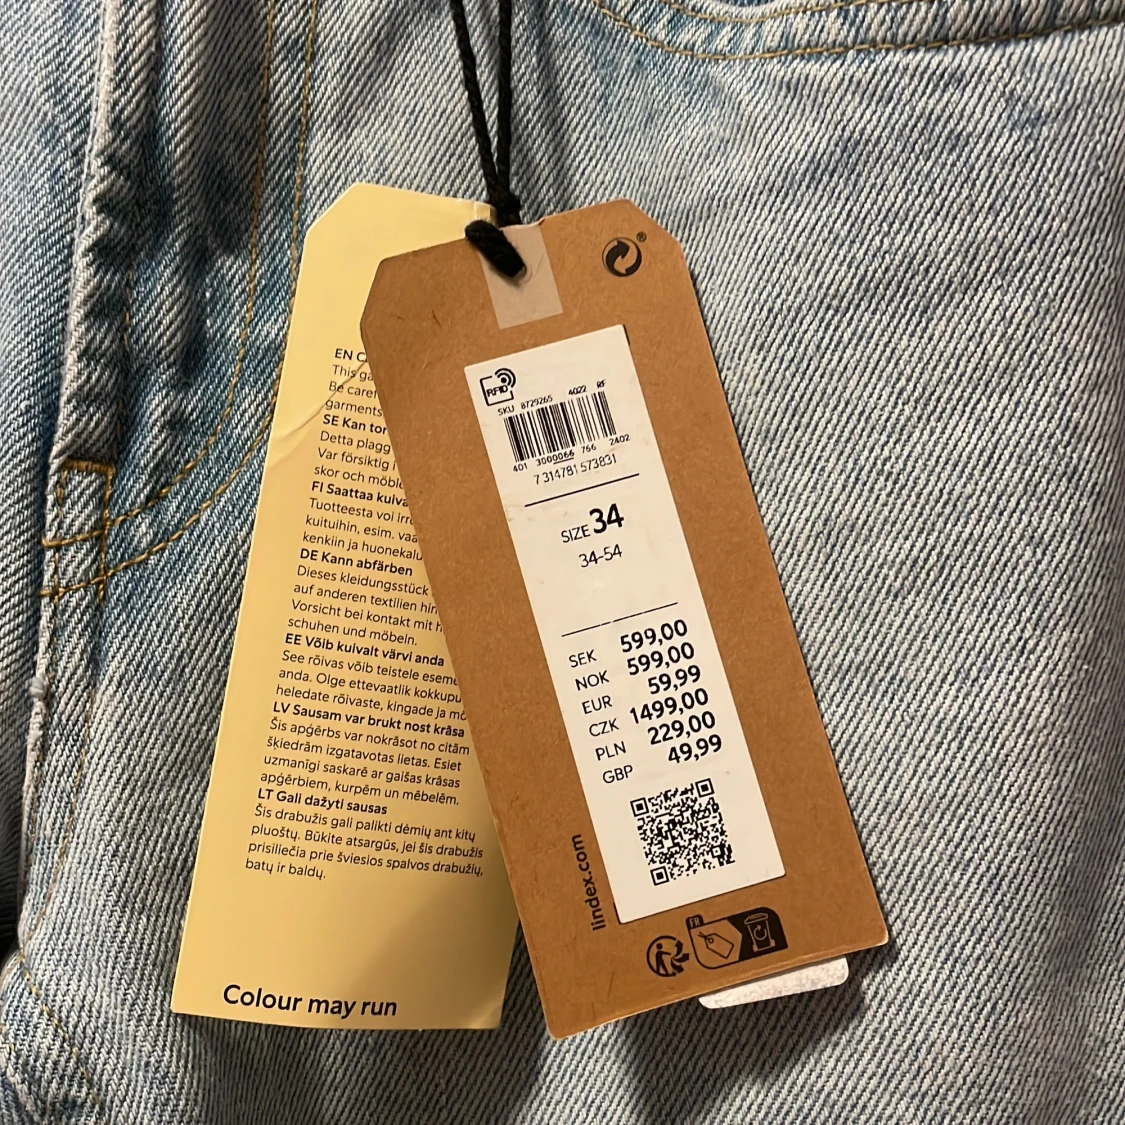 EN C
This ga
Be caref
garments
SE Kan tor
Detta plagg
Var försiktig i
skor och möble
FI Saattaa kuiva
Tuotteesta voi irr
kuituihin, esim. vaa
kenkiin ja huonekalu
DE Kann abfärben
Dieses kleidungsstück
auf anderen textilien hin
Vorsicht bei kontakt mit h
schuhen und möbeln.
EE Võib kuivalt värvi anda
See rõivas võib teistele eseme
anda. Olge ettevaatlik kokkupu
heledate rõivaste, kingade ja mö
LV Sausam var brukt nost krāsa
Šis apģērbs var nokrāsot no citām
šķiedrām izgatavotas lietas. Esiet
uzmanīgi saskarē ar gaišas krāsas
apģērbiem, kurpēm un mēbelēm.
LT Gali dažyti sausas
Šis drabužis gali palikti dėmių ant kitų
pluoštų. Būkite atsargūs, jei šis drabužis
prisiliečia prie šviesios spalvos drabužių,
batų ir baldų.
Colour may run
®
RFID
SKU 8729265 4022 RF
401 3000066 766 2402
7 314781 573831
SIZE 34
34-54
SEK 599,00
NOK 599,00
EUR 59,99
CZK 1499,00
PLN 229,00
GBP 49,99
lindex.com
FR